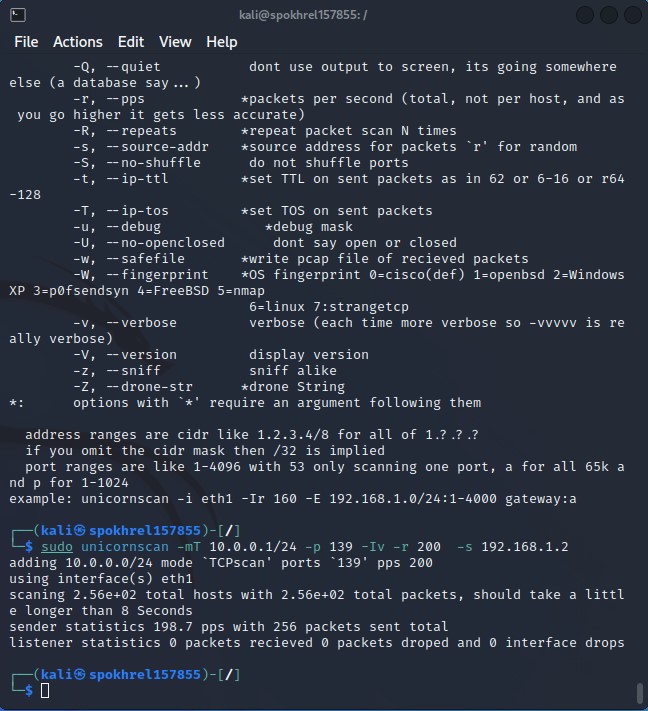 kali@spokhrel157855: /
File Actions Edit View Help
-Q, --quiet dont use output to screen, its going somewhere
else (a database say...)
-r, --pps *packets per second (total, not per host, and as
you go higher it gets less accurate)
-R, --repeats *repeat packet scan N times
-s, --source-addr *source address for packets `r' for random
-S, --no-shuffle do not shuffle ports
-t, --ip-ttl *set TTL on sent packets as in 62 or 6-16 or r64
-128
-T, --ip-tos *set TOS on sent packets
-u, --debug *debug mask
-U, --no-openclosed dont say open or closed
-w, --safefile *write pcap file of recieved packets
-W, --fingerprint *OS fingerprint 0=cisco(def) 1=openbsd 2=Windows
XP 3=p0fsendsyn 4=FreeBSD 5=nmap
6=linux 7:strangetcp
-v, --verbose verbose (each time more verbose so -vvvvv is re
ally verbose)
-V, --version display version
-z, --sniff sniff alike
-Z, --drone-str *drone String
*: options with `*' require an argument following them
address ranges are cidr like 1.2.3.4/8 for all of 1.?.?.?
if you omit the cidr mask then /32 is implied
port ranges are like 1-4096 with 53 only scanning one port, a for all 65k a
nd p for 1-1024
example: unicornscan -i eth1 -Ir 160 -E 192.168.1.0/24:1-4000 gateway:a
┌──(kali㉿spokhrel157855)-[/]
└─$ sudo unicornscan -mT 10.0.0.1/24 -p 139 -Iv -r 200 -s 192.168.1.2
adding 10.0.0.0/24 mode `TCPscan' ports `139' pps 200
using interface(s) eth1
scaning 2.56e+02 total hosts with 2.56e+02 total packets, should take a littl
e longer than 8 Seconds
sender statistics 198.7 pps with 256 packets sent total
listener statistics 0 packets recieved 0 packets droped and 0 interface drops
┌──(kali㉿spokhrel157855)-[/]
└─$